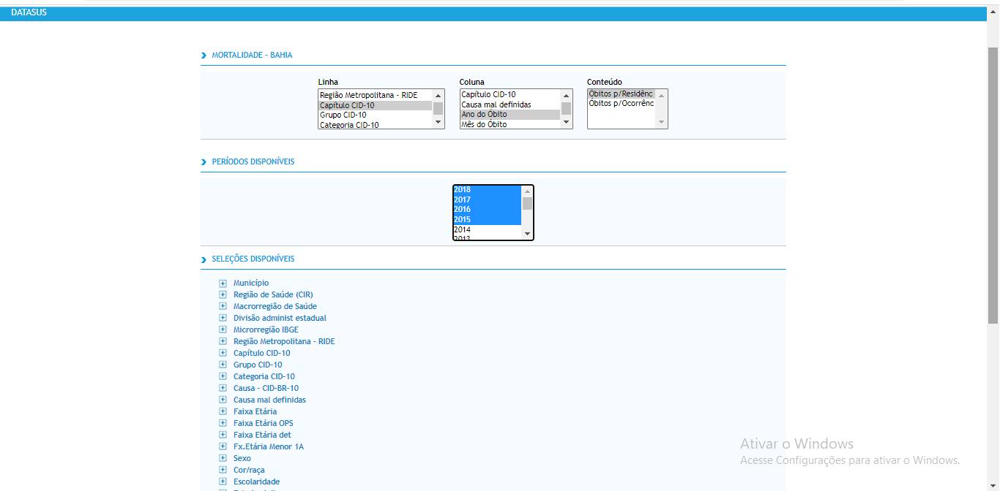 DATASUS
MORTALIDADE - BAHIA
Linha
Coluna
Conteúdo
Região Metropolitana - RIDE
Capítulo CID-10
Grupo CID-10
Categoria CID-10
Capítulo CID-10
Causa mal definidas
Ano do Óbito
Mês do Óbito
Óbitos p/Residênc
Óbitos p/Ocorrênc
PERÍODOS DISPONÍVEIS
2018
2017
2016
2015
2014
2013
SELEÇÕES DISPONÍVEIS
Município
Região de Saúde (CIR)
Macrorregião de Saúde
Divisão administ estadual
Microrregião IBGE
Região Metropolitana - RIDE
Capítulo CID-10
Grupo CID-10
Categoria CID-10
Causa - CID-BR-10
Causa mal definidas
Faixa Etária
Faixa Etária OPS
Faixa Etária det
Fx.Etária Menor 1A
Sexo
Cor/raça
Escolaridade
Ativar o Windows
Acesse Configurações para ativar o Windows.